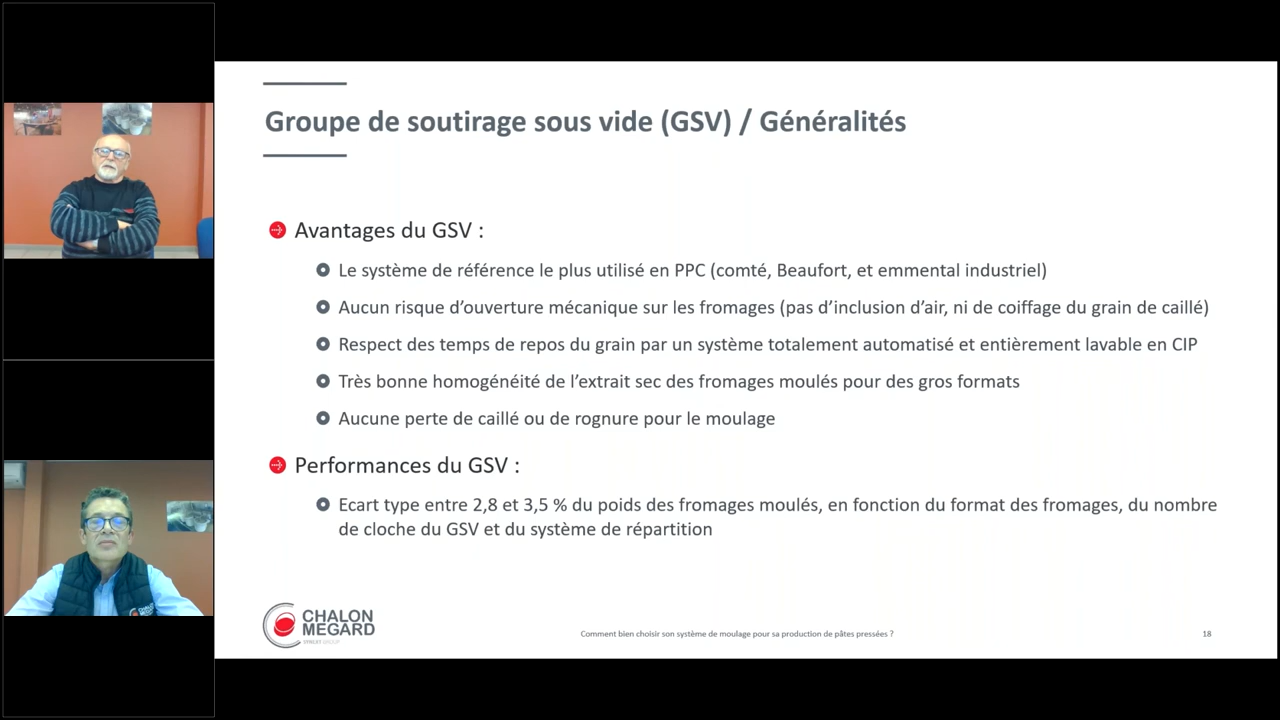 Groupe de soutirage sous vide (GSV) / Généralités
Avantages du GSV :
Le système de référence le plus utilisé en PPC (comté, Beaufort, et emmental industriel)
Aucun risque d’ouverture mécanique sur les fromages (pas d’inclusion d’air, ni de coiffage du grain de caillé)
Respect des temps de repos du grain par un système totalement automatisé et entièrement lavable en CIP
Très bonne homogénéité de l’extrait sec des fromages moulés pour des gros formats
Aucune perte de caillé ou de rognure pour le moulage
Performances du GSV :
Ecart type entre 2,8 et 3,5 % du poids des fromages moulés, en fonction du format des fromages, du nombre
de cloche du GSV et du système de répartition
CHALON
MEGARD
Comment bien choisir son système de moulage pour sa production de pâtes pressées ?
18